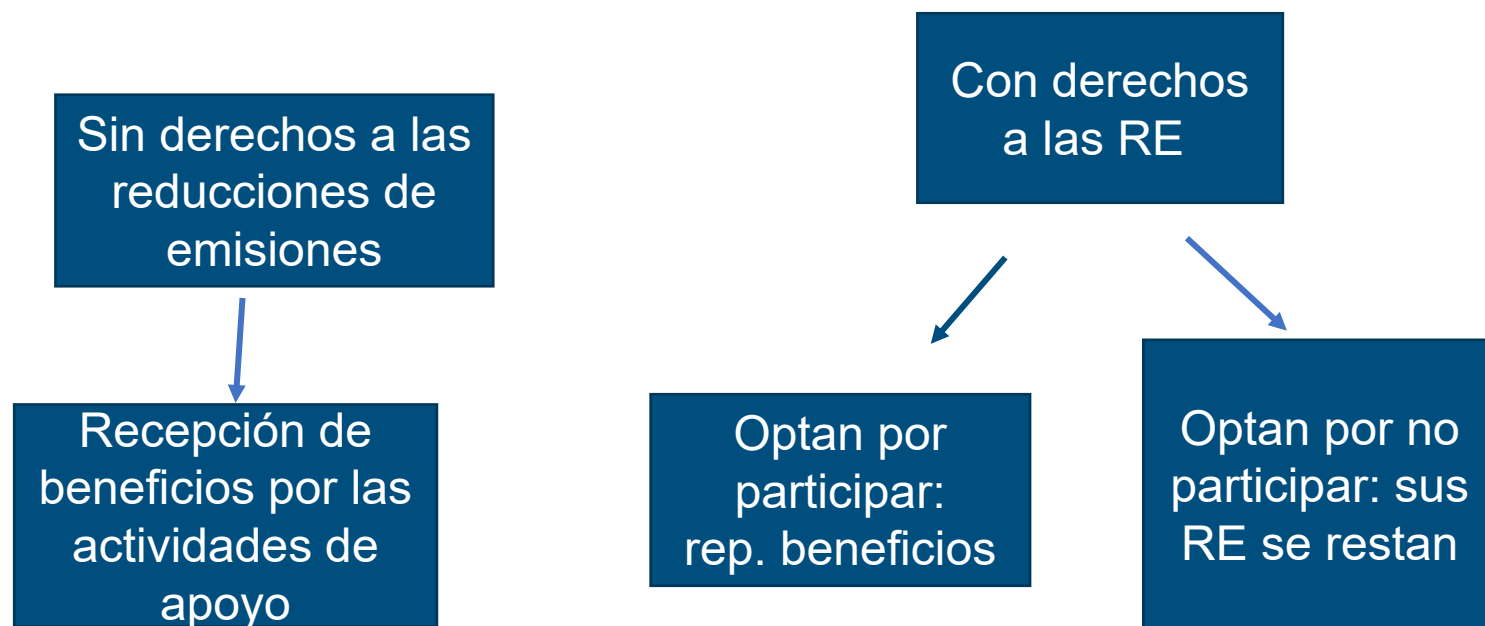 Sin derechos a las
reducciones de
emisiones
Recepción de
beneficios por las
actividades de
apoyo
Con derechos
a las RE
Optan por
participar:
rep. beneficios
Optan por no
participar: sus
RE se restan